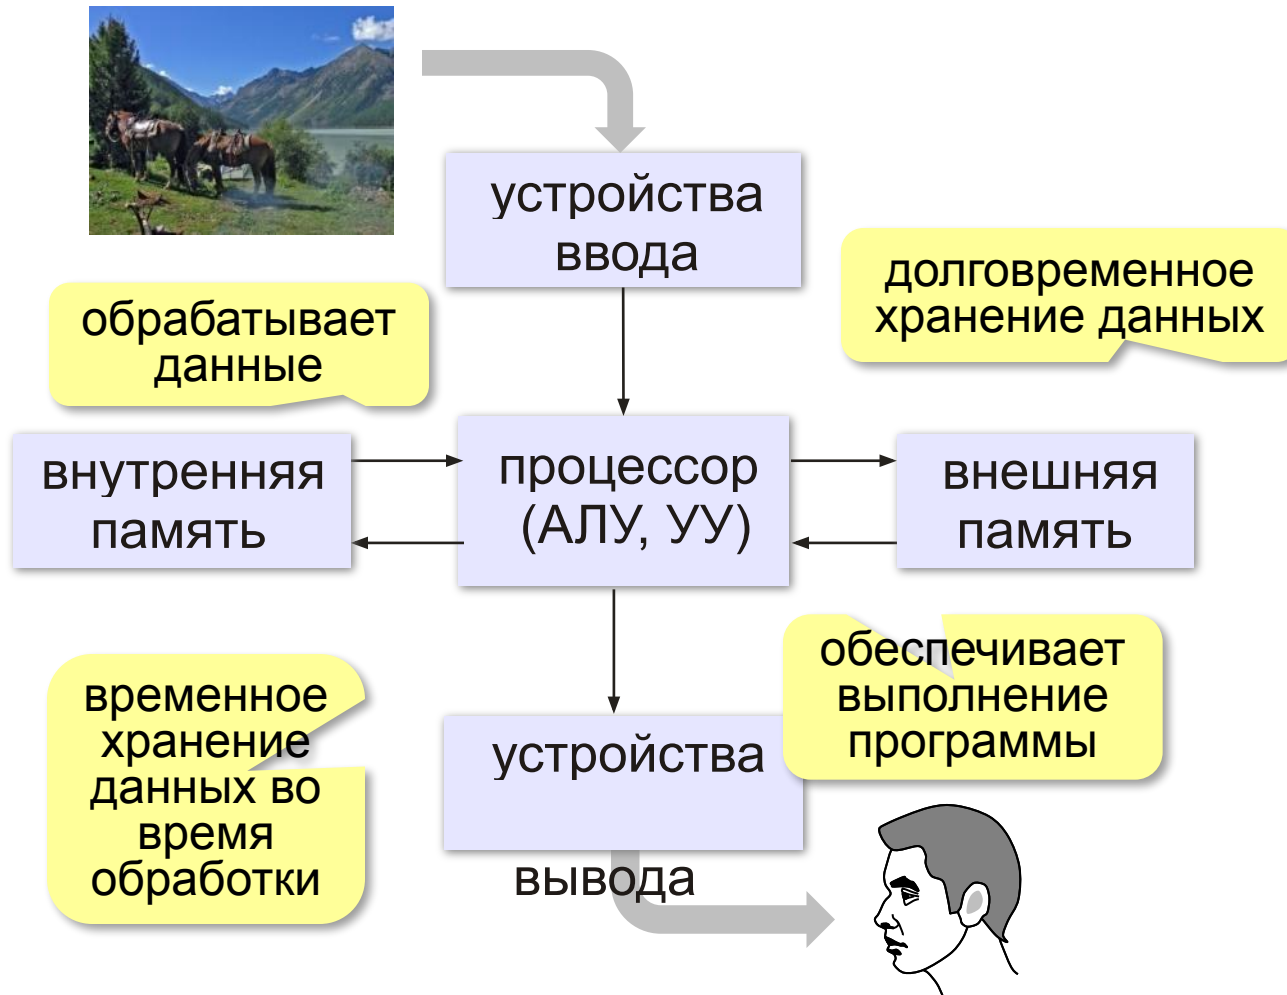 устройства
ввода
долговременное
хранение данных
обрабатывает
данные
внутренняя
память
процессор
(АЛУ, УУ)
внешняя
память
временное
хранение
данных во
время
обработки
устройства
вывода
обеспечивает
выполнение
программы